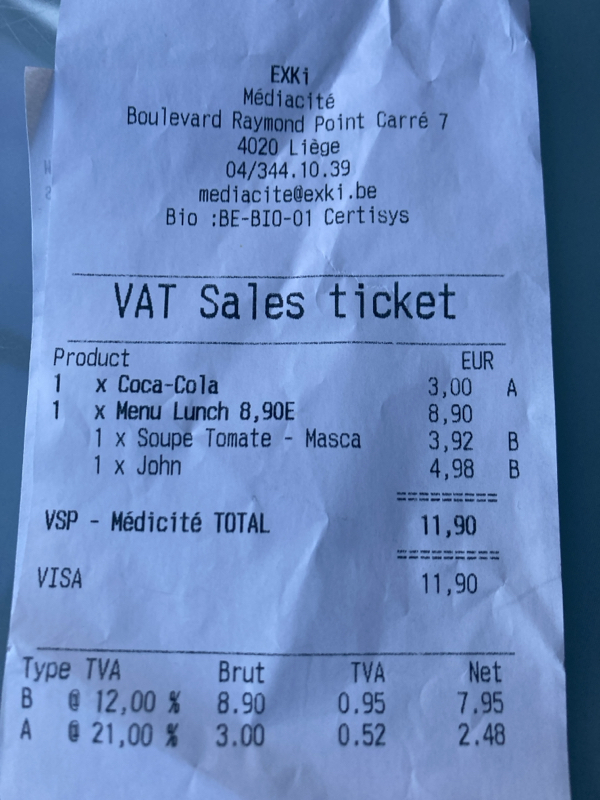 EXKi
Médiacité
Boulevard Raymond Point Carré 7
4020 Liège
04/344.10.39
mediacite@exki.be
Bio :BE-BIO-01 Certisys
VAT Sales ticket
Product EUR
1 x Coca-Cola 3,00 A
1 x Menu Lunch 8,90E 8,90
1 x Soupe Tomate - Masca 3,92 B
1 x John 4,98 B
VSP - Médicité TOTAL 11,90
VISA 11,90
Type TVA Brut TVA Net
B @ 12,00 % 8.90 0.95 7.95
A @ 21,00 % 3.00 0.52 2.48